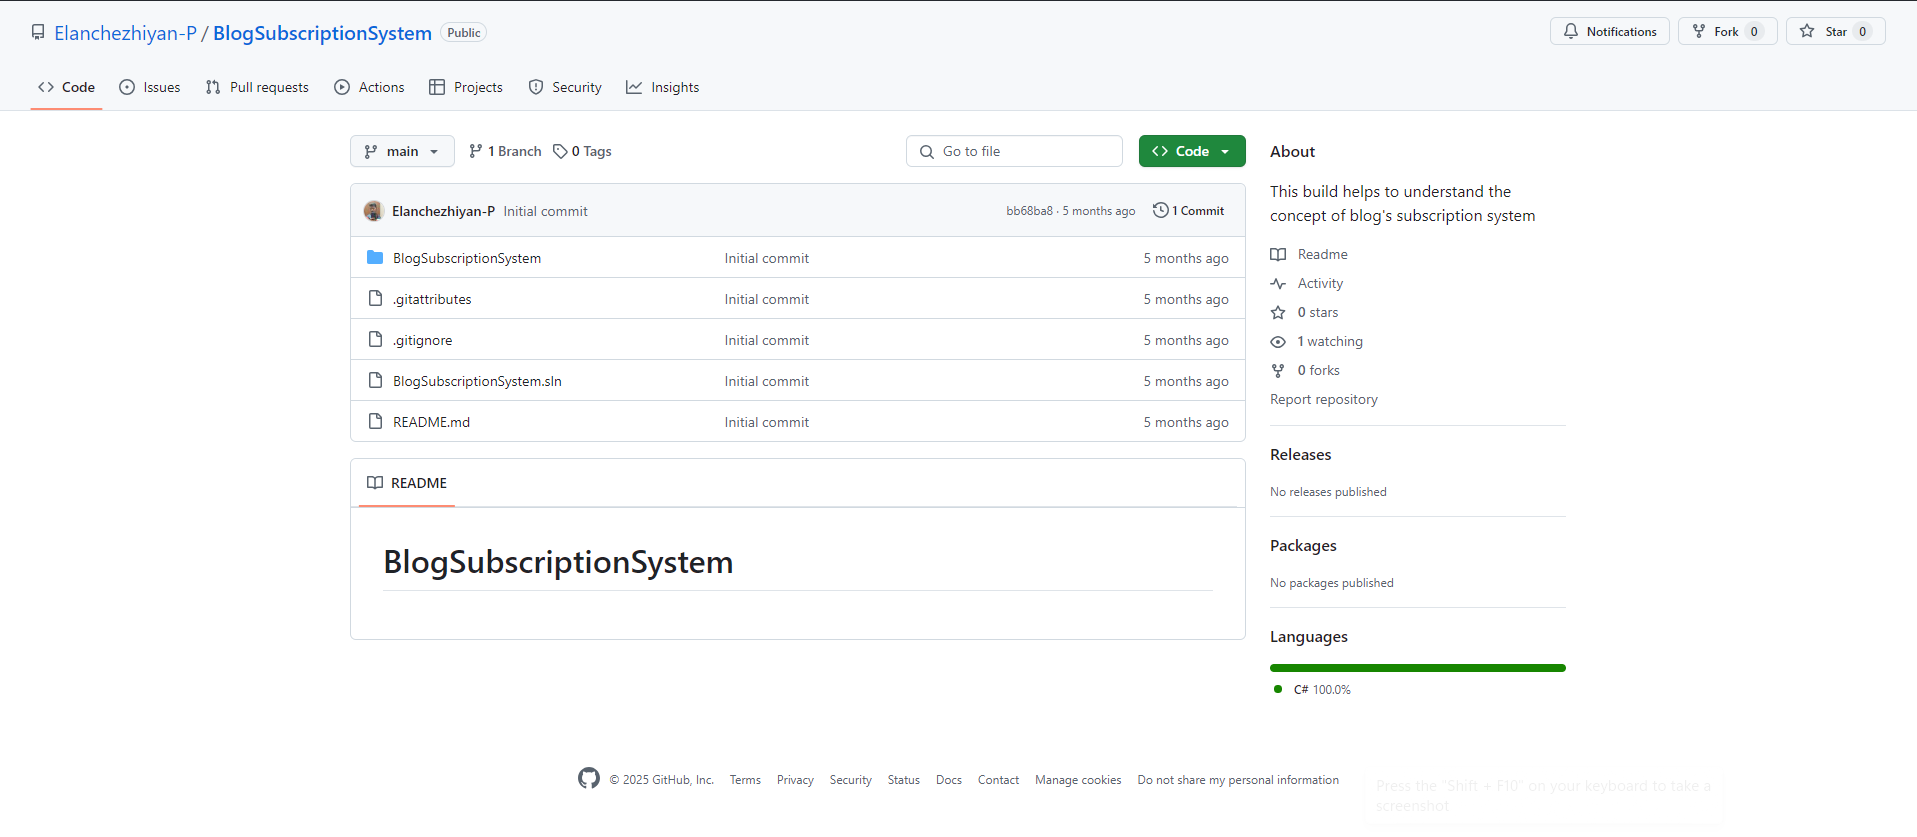 Elanchezhiyan-P / BlogSubscriptionSystem Public
Notifications Fork 0 Star 0
Code Issues Pull requests Actions Projects Security Insights
main 1 Branch 0 Tags Go to file Code
Elanchezhiyan-P Initial commit bb68ba8 · 5 months ago 1 Commit
BlogSubscriptionSystem Initial commit 5 months ago
.gitattributes Initial commit 5 months ago
.gitignore Initial commit 5 months ago
BlogSubscriptionSystem.sln Initial commit 5 months ago
README.md Initial commit 5 months ago
README
BlogSubscriptionSystem
About
This build helps to understand the
concept of blog's subscription system
Readme
Activity
0 stars
1 watching
0 forks
Report repository
Releases
No releases published
Packages
No packages published
Languages
C# 100.0%
© 2025 GitHub, Inc. Terms Privacy Security Status Docs Contact Manage cookies Do not share my personal information
Press the "Shift + F10" on your keyboard to take a
screenshot